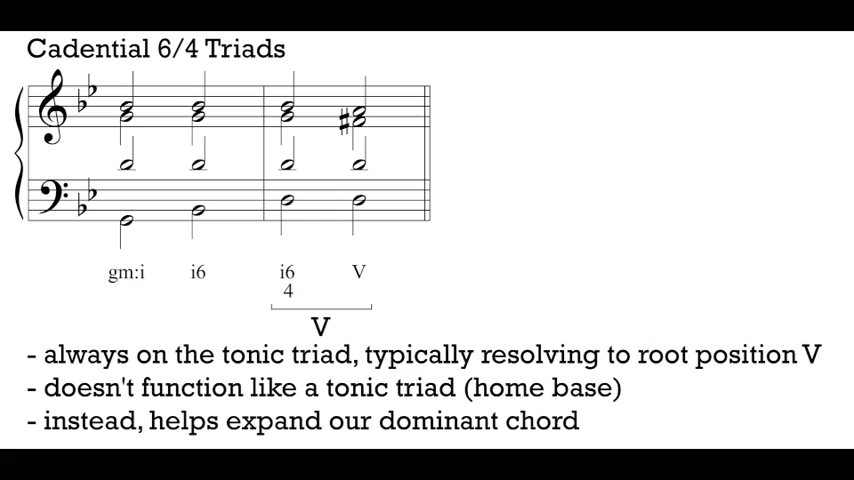 Cadential 6/4 Triads
gm:i i6 i6 V
4
V
- always on the tonic triad, typically resolving to root position V
- doesn't function like a tonic triad (home base)
- instead, helps expand our dominant chord